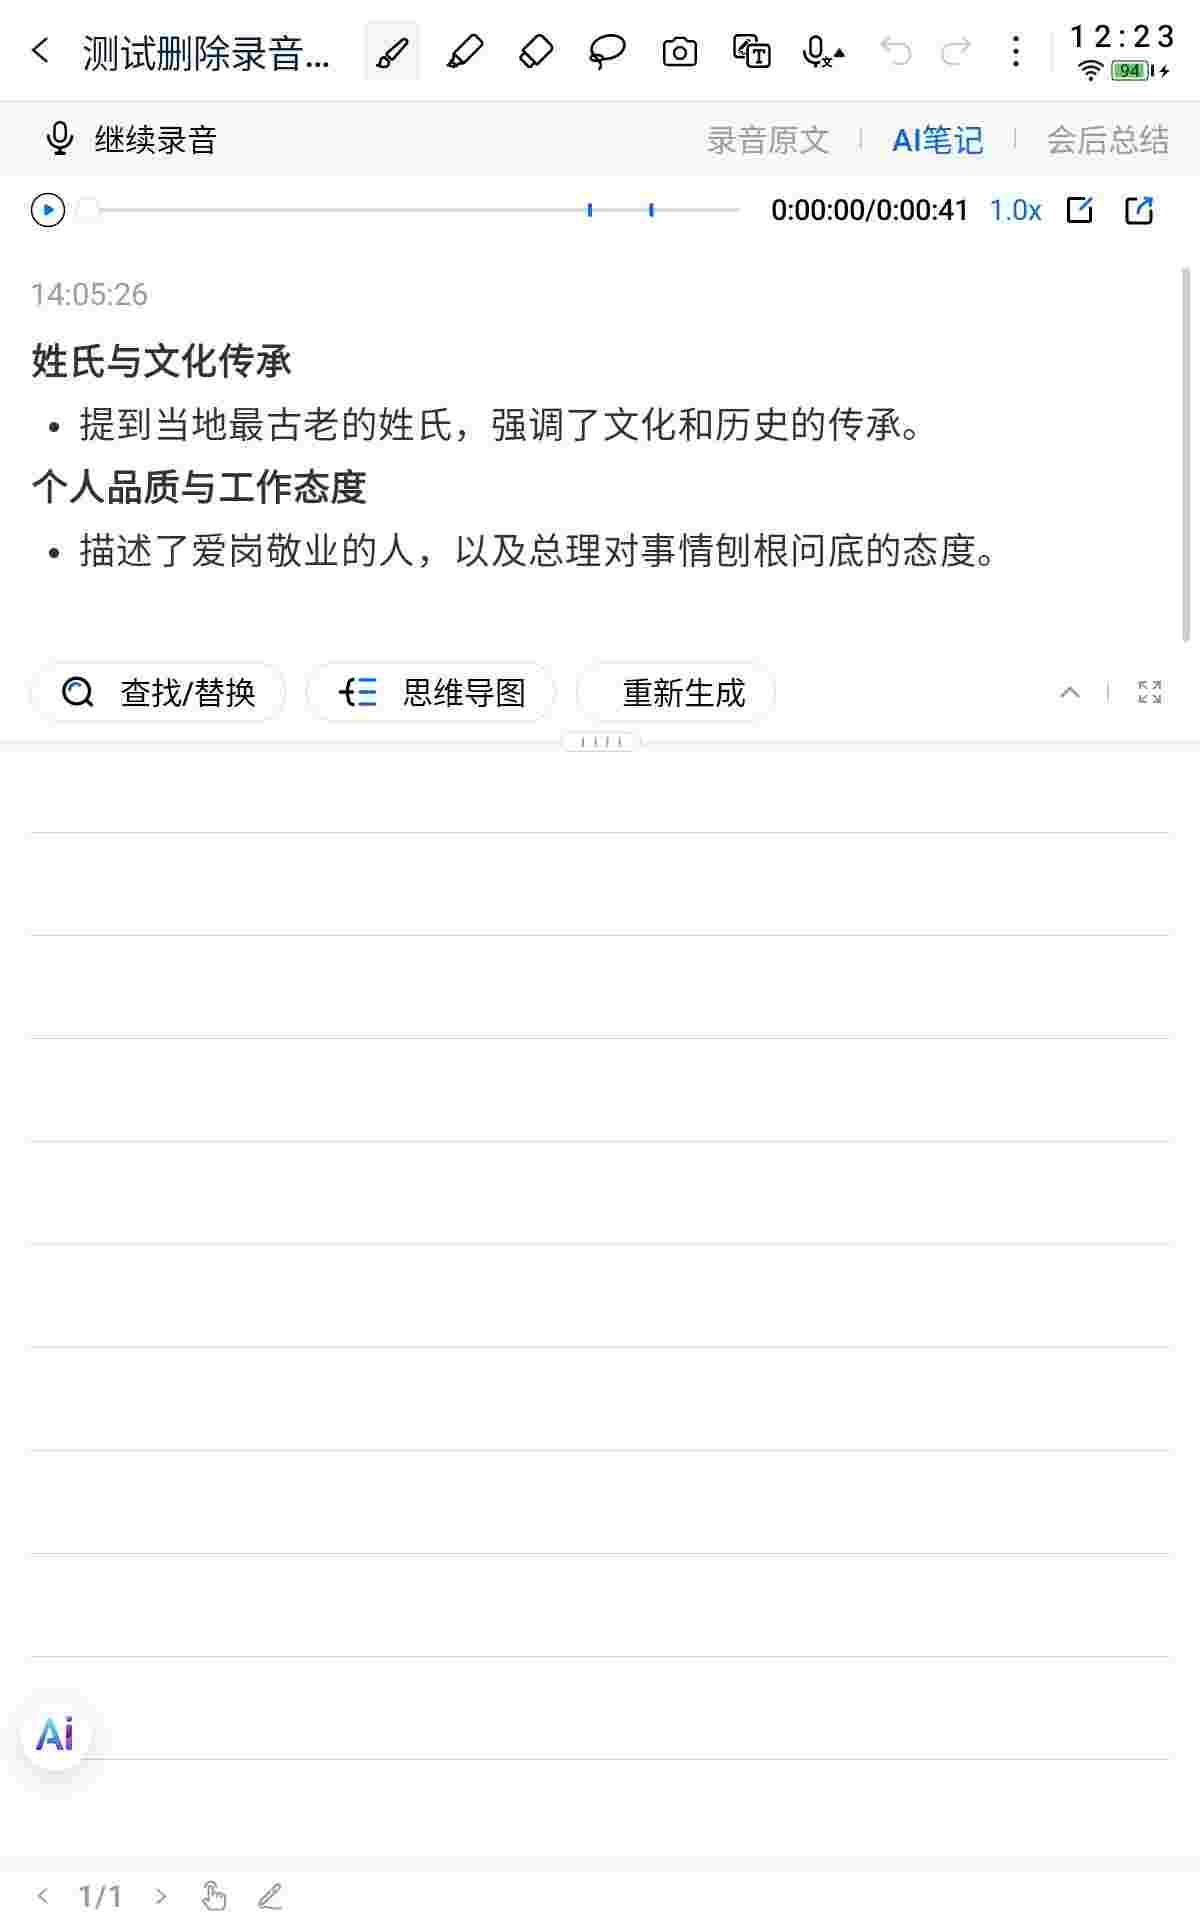 测试删除录音...
12:23
94
继续录音
录音原文
AI笔记
会后总结
0:00:00/0:00:41
1.0x
14:05:26
姓氏与文化传承
• 提到当地最古老的姓氏，强调了文化和历史的传承。
个人品质与工作态度
• 描述了爱岗敬业的人，以及总理对事情刨根问底的态度。
查找/替换
思维导图
重新生成
Ai
1/1